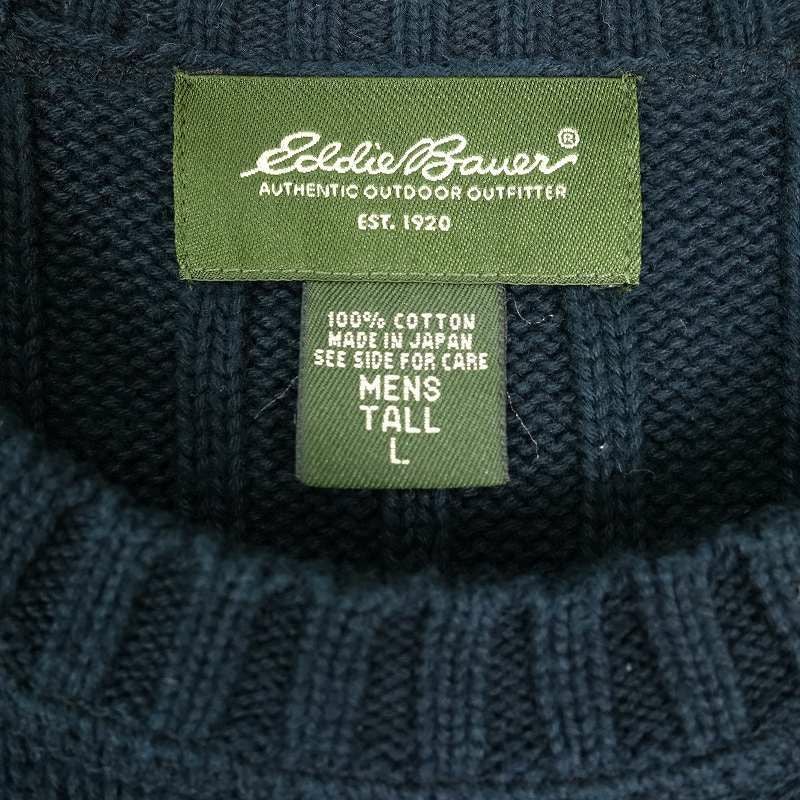 Eddie Bauer®
AUTHENTIC OUTDOOR OUTFITTER
EST. 1920
100% COTTON
MADE IN JAPAN
SEE SIDE FOR CARE
MENS
TALL
L